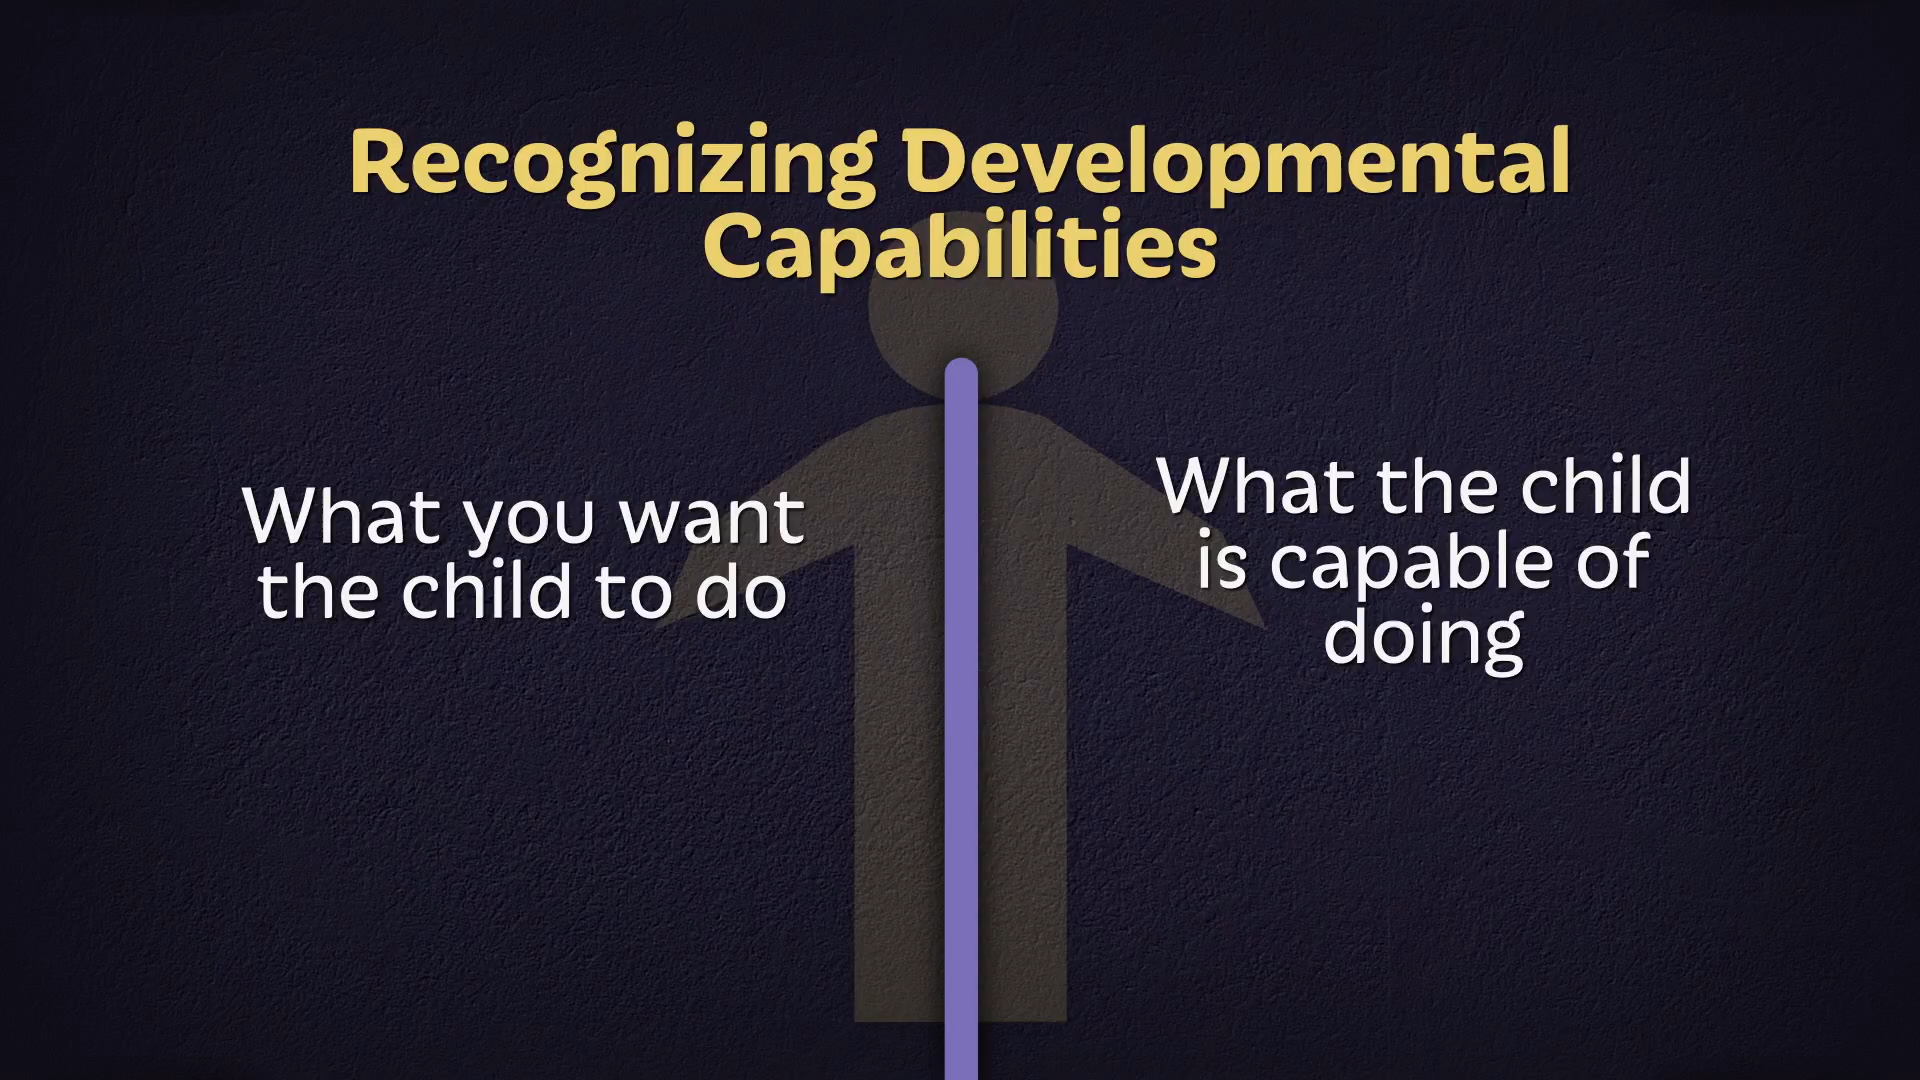 Recognizing Developmental
Capabilities
What you want
the child to do
What the child
is capable of
doing